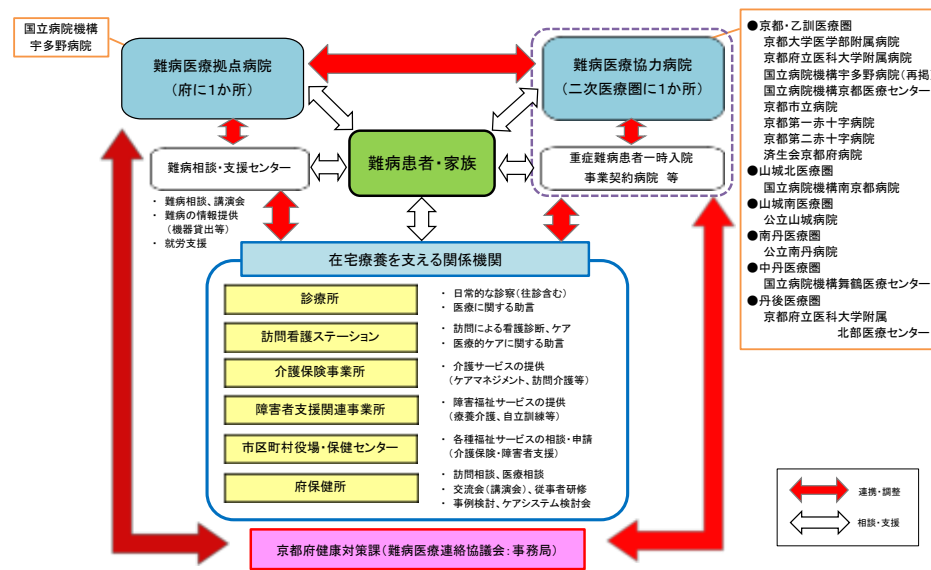 国立病院機構
宇多野病院
難病医療拠点病院
(府に1か所)
難病医療協力病院
(二次医療圏に1か所)
●京都・乙訓医療圏
京都大学医学部附属病院
京都府立医科大学附属病院
国立病院機構宇多野病院(再掲)
国立病院機構京都医療センター
京都市立病院
京都第一赤十字病院
京都第二赤十字病院
済生会京都府病院
●山城北医療圏
国立病院機構南京都病院
●山城南医療圏
公立山城病院
●南丹医療圏
公立南丹病院
●中丹医療圏
国立病院機構舞鶴医療センター
●丹後医療圏
京都府立医科大学附属
北部医療センター
難病相談・支援センター
難病患者・家族
重症難病患者一時入院
事業契約病院 等
・ 難病相談、講演会
・ 難病の情報提供
(機器貸出等)
・ 就労支援
在宅療養を支える関係機関
診療所
・ 日常的な診察(往診含む)
・ 医療に関する助言
訪問看護ステーション
・ 訪問による看護診断、ケア
・ 医療的ケアに関する助言
介護保険事業所
・ 介護サービスの提供
(ケアマネジメント、訪問介護等)
障害者支援関連事業所
・ 障害福祉サービスの提供
(療養介護、自立訓練等)
市区町村役場・保健センター
・ 各種福祉サービスの相談・申請
(介護保険・障害者支援)
府保健所
・ 訪問相談、医療相談
・ 交流会(講演会)、従事者研修
・ 事例検討、ケアシステム検討会
京都府健康対策課(難病医療連絡協議会:事務局)
連携・調整
相談・支援